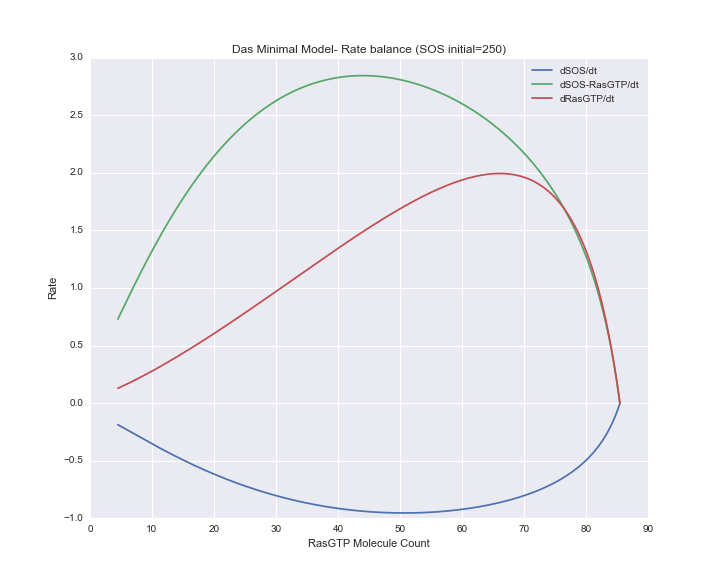 Das Minimal Model- Rate balance (SOS initial=250)
dSOS/dt
dSOS-RasGTP/dt
dRasGTP/dt
Rate
3.0
2.5
2.0
1.5
1.0
0.5
0.0
−0.5
−1.0
0 10 20 30 40 50 60 70 80 90
RasGTP Molecule Count